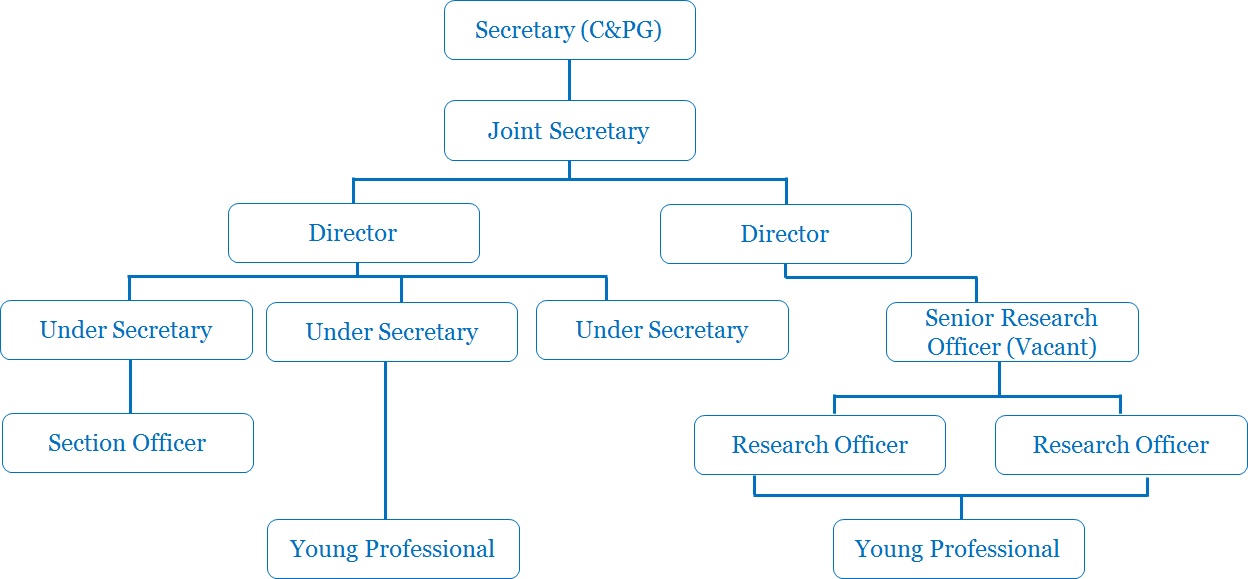 Secretary (C&PG)
Joint Secretary
Director
Director
Under Secretary
Under Secretary
Under Secretary
Senior Research
Officer (Vacant)
Section Officer
Research Officer
Research Officer
Young Professional
Young Professional